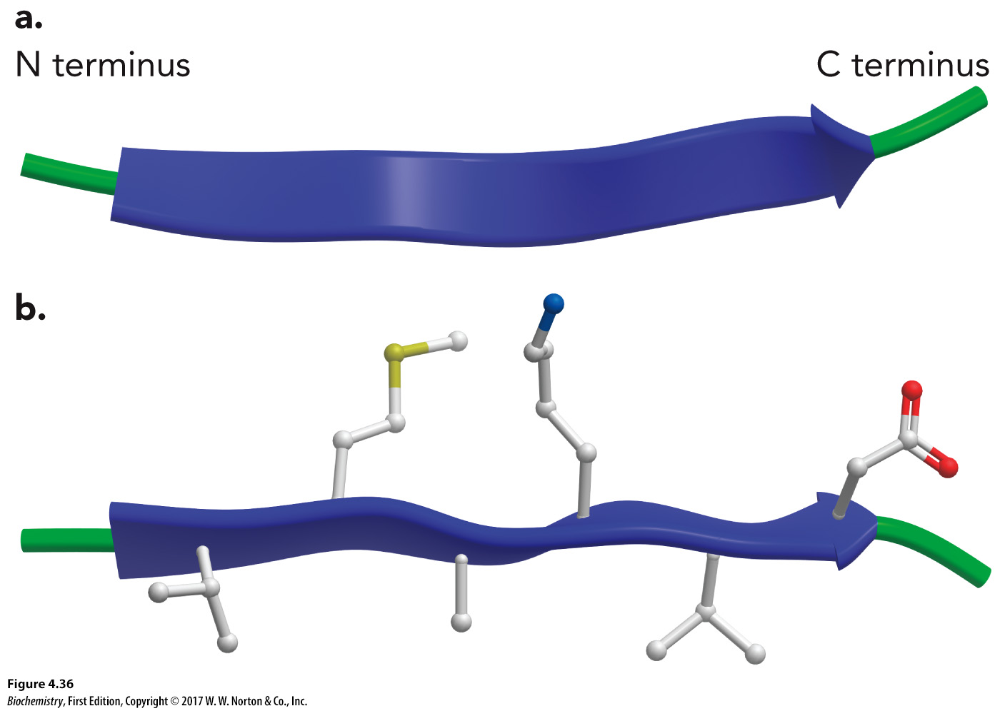 a.
N terminus
C terminus
b.
Figure 4.36
Biochemistry, First Edition, Copyright © 2017 W. W. Norton & Co., Inc.